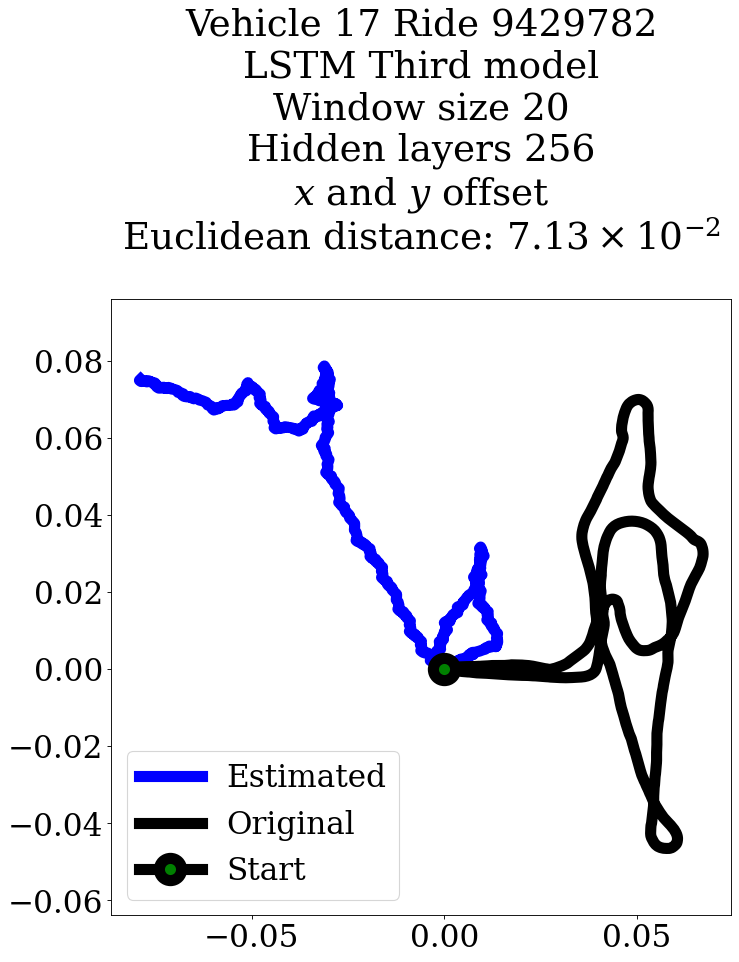 Vehicle 17 Ride 9429782
LSTM Third model
Window size 20
Hidden layers 256
x and y offset
Euclidean distance: 7.13 × 10⁻²
0.08
0.06
0.04
0.02
0.00
−0.02
−0.04
−0.06
Estimated
Original
Start
−0.05 0.00 0.05